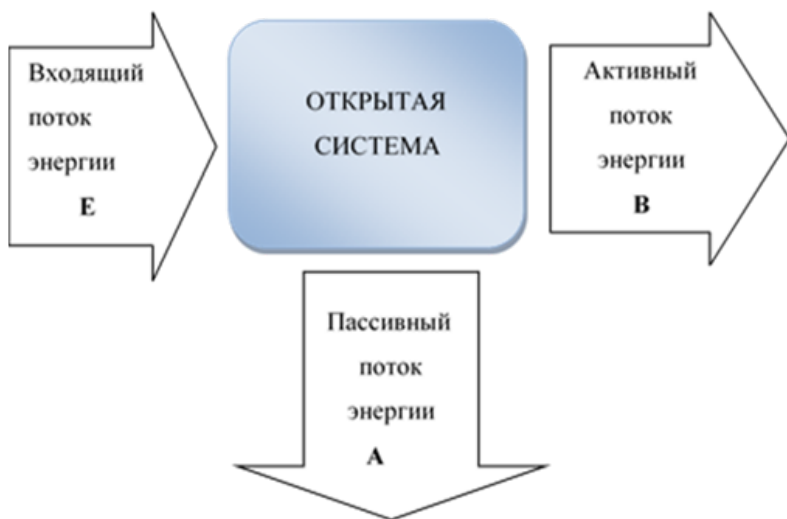 Входящий
поток
энергии
Е
ОТКРЫТАЯ
СИСТЕМА
Активный
поток
энергии
В
Пассивный
поток
энергии
А